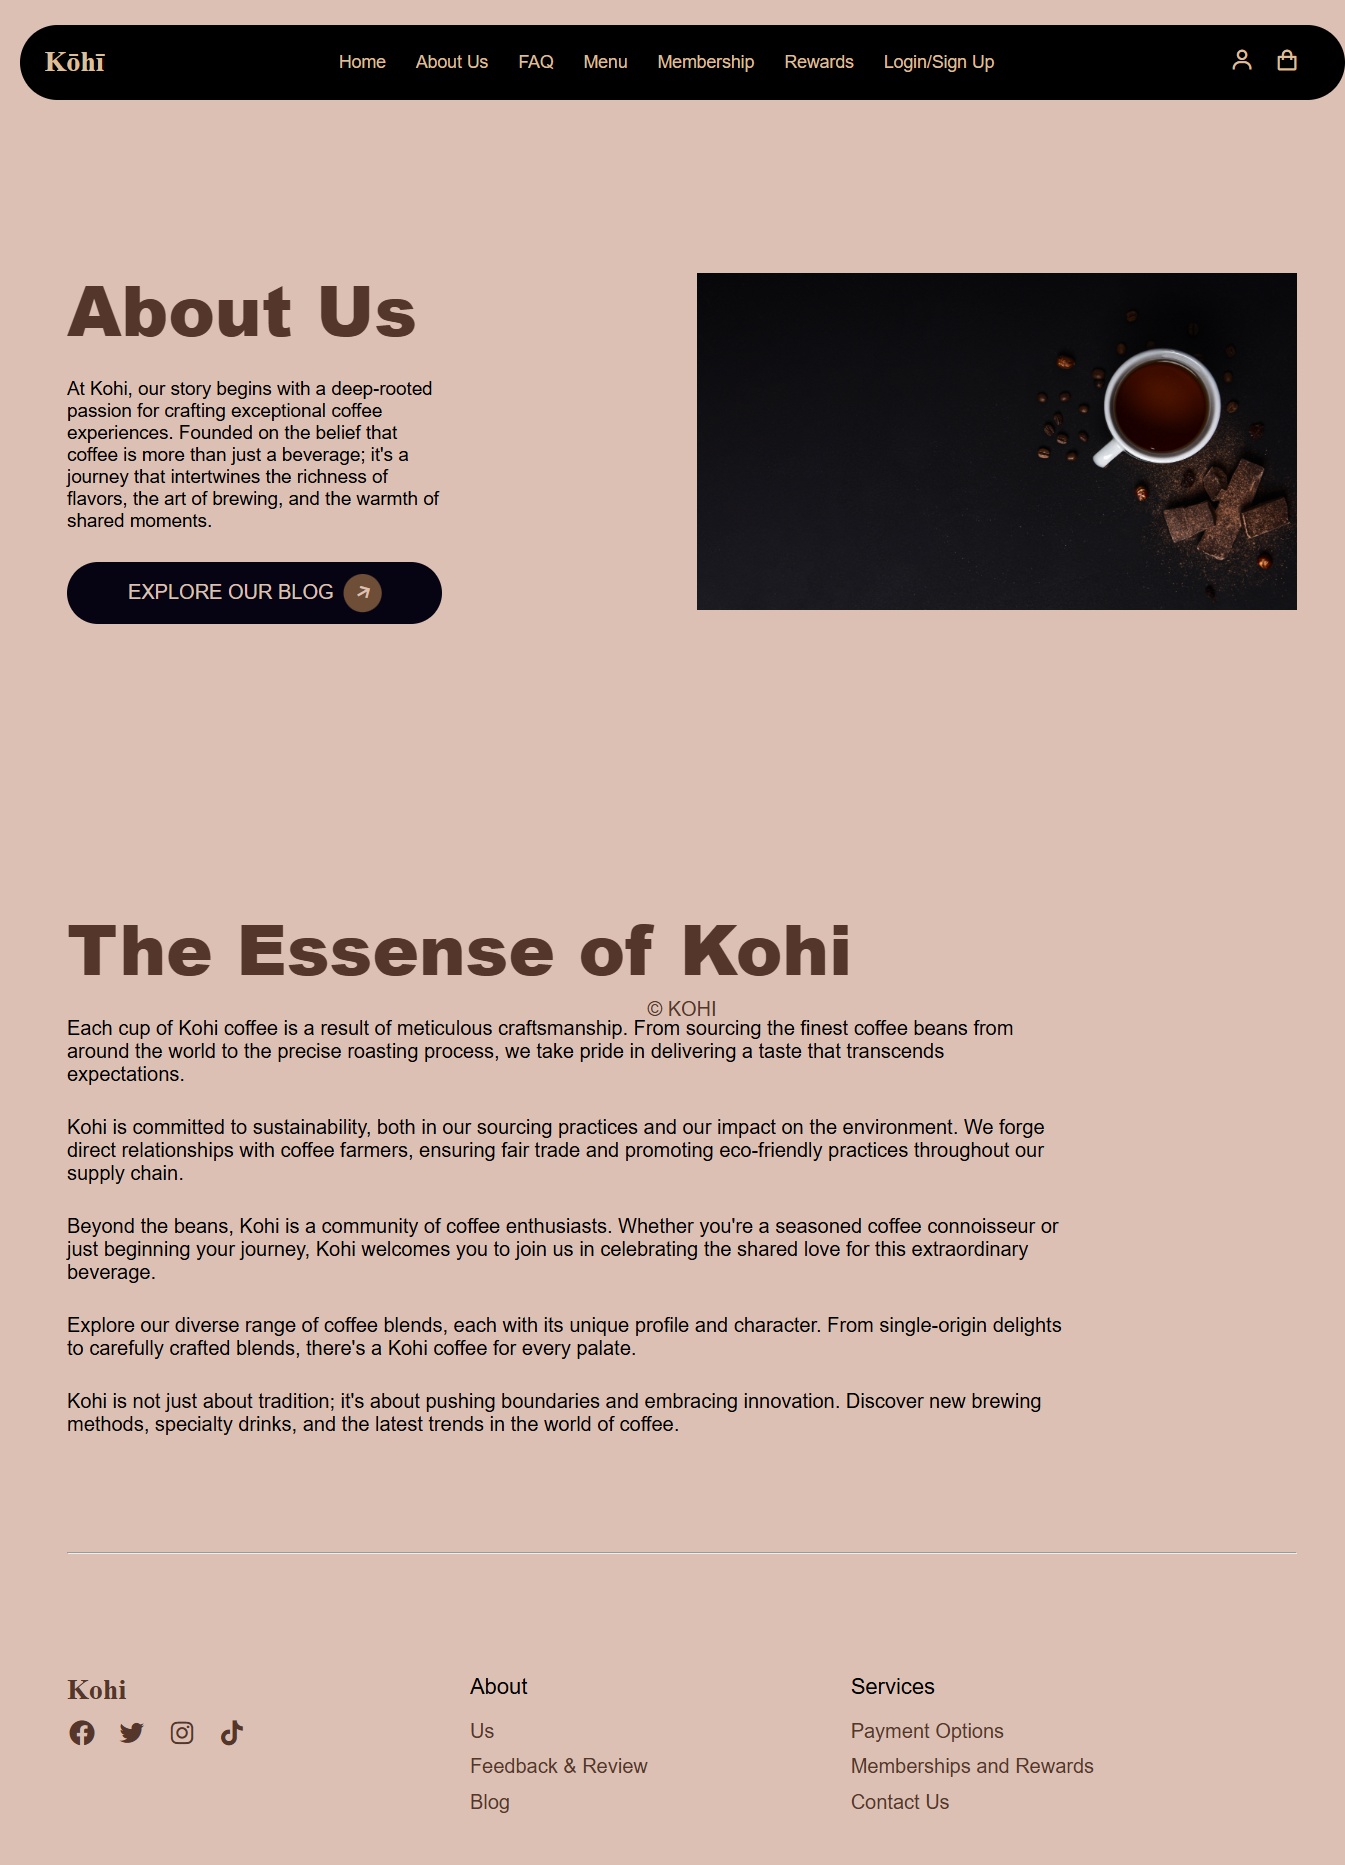 Kōhī
Home About Us FAQ Menu Membership Rewards Login/Sign Up
About Us
At Kohi, our story begins with a deep-rooted
passion for crafting exceptional coffee
experiences. Founded on the belief that
coffee is more than just a beverage; it's a
journey that intertwines the richness of
flavors, the art of brewing, and the warmth of
shared moments.
EXPLORE OUR BLOG
The Essense of Kohi
© KOHI
Each cup of Kohi coffee is a result of meticulous craftsmanship. From sourcing the finest coffee beans from
around the world to the precise roasting process, we take pride in delivering a taste that transcends
expectations.
Kohi is committed to sustainability, both in our sourcing practices and our impact on the environment. We forge
direct relationships with coffee farmers, ensuring fair trade and promoting eco-friendly practices throughout our
supply chain.
Beyond the beans, Kohi is a community of coffee enthusiasts. Whether you're a seasoned coffee connoisseur or
just beginning your journey, Kohi welcomes you to join us in celebrating the shared love for this extraordinary
beverage.
Explore our diverse range of coffee blends, each with its unique profile and character. From single-origin delights
to carefully crafted blends, there's a Kohi coffee for every palate.
Kohi is not just about tradition; it's about pushing boundaries and embracing innovation. Discover new brewing
methods, specialty drinks, and the latest trends in the world of coffee.
Kohi
About
Us
Feedback & Review
Blog
Services
Payment Options
Memberships and Rewards
Contact Us